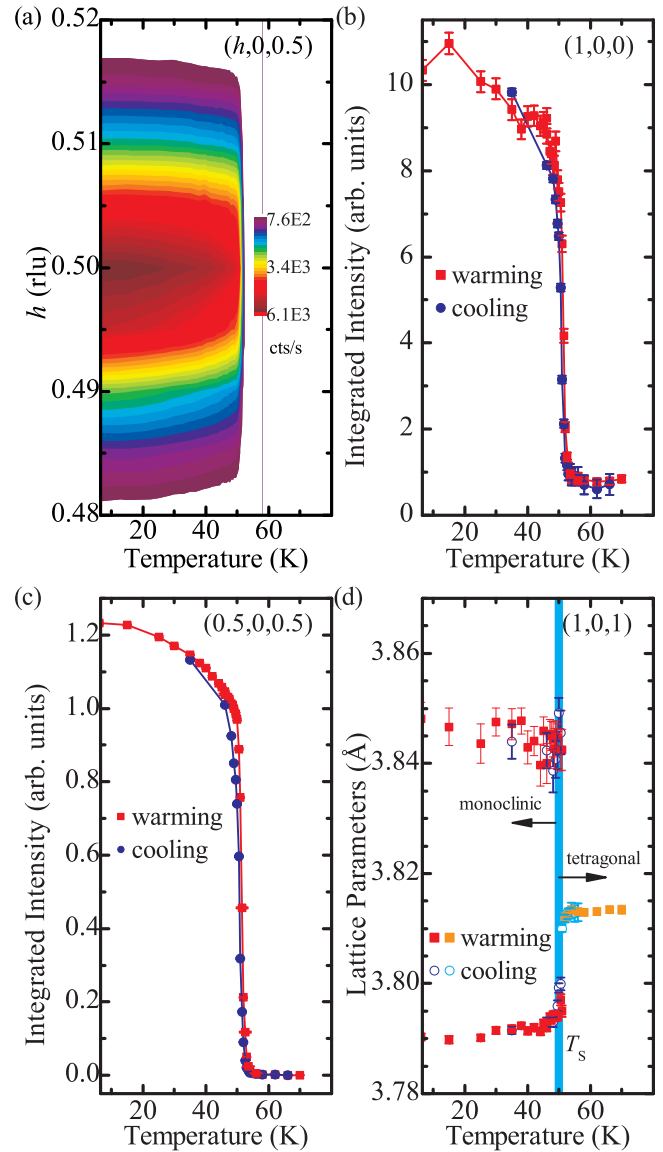 (a)
0.52
0.51
0.50
0.49
0.48
h (rlu)
(h,0,0.5)
7.6E2
3.4E3
6.1E3
cts/s
20 40 60
Temperature (K)
(b)
10
8
6
4
2
0
Integrated Intensity (arb. units)
(1,0,0)
warming
cooling
20 40 60
Temperature (K)
(c)
1.2
1.0
0.8
0.6
0.4
0.2
0.0
Integrated Intensity (arb. units)
(0.5,0,0.5)
warming
cooling
20 40 60
Temperature (K)
(d)
3.86
3.84
3.82
3.80
3.78
Lattice Parameters (Å)
(1,0,1)
monoclinic
tetragonal
warming
cooling
TS
20 40 60
Temperature (K)